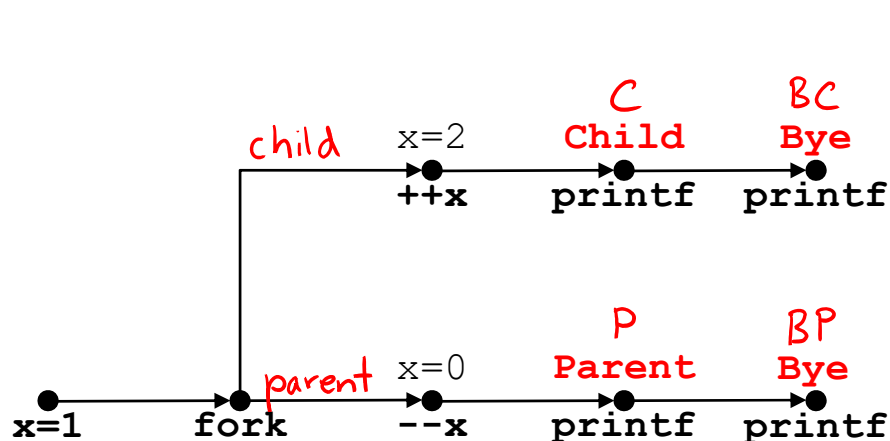 C BC
child x=2 Child Bye
++x printf printf
P BP
parent x=0 Parent Bye
x=1 fork --x printf printf